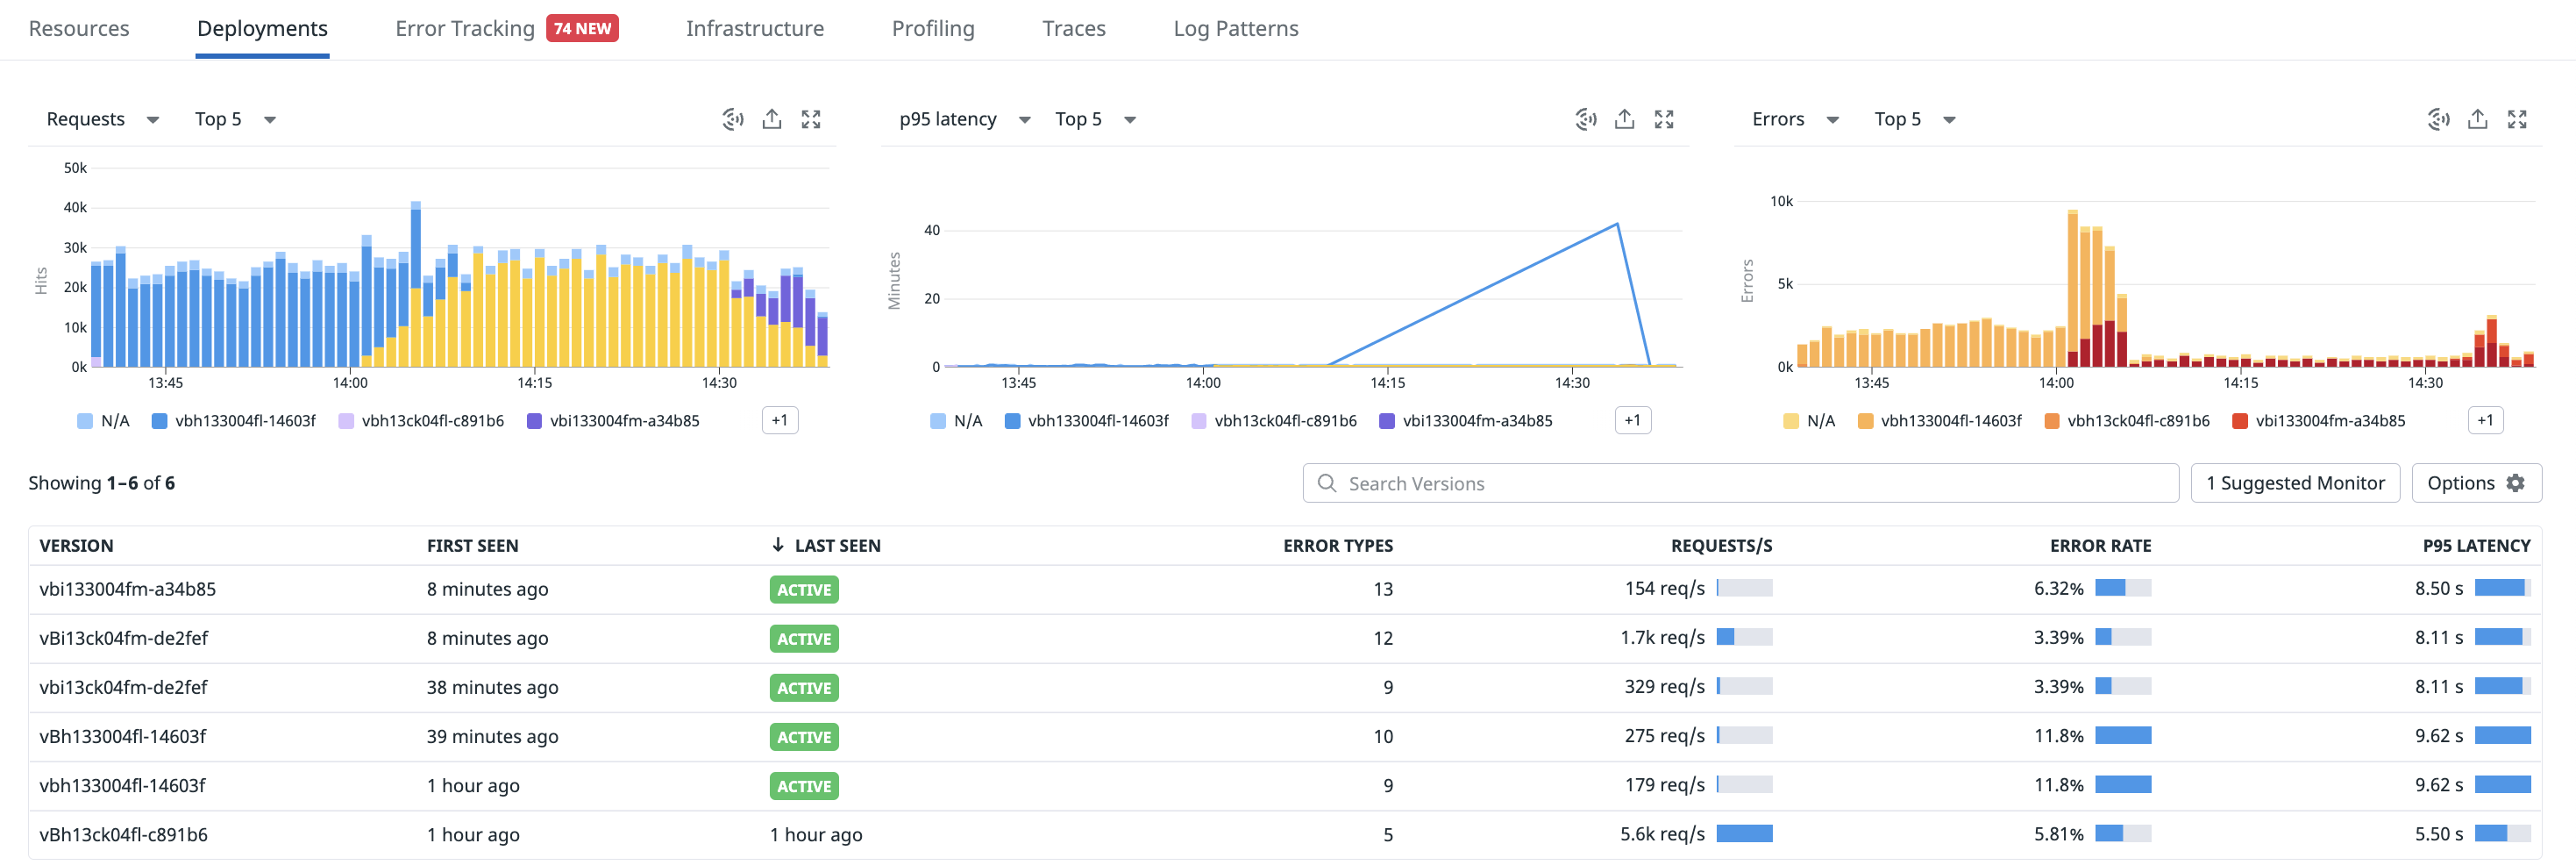 Resources Deployments Error Tracking 74 NEW Infrastructure Profiling Traces Log Patterns
Requests Top 5
50k
40k
30k
20k
10k
0k
Hits
13:45 14:00 14:15 14:30
N/A vbh133004fl-14603f vbh13ck04fl-c891b6 vbi133004fm-a34b85 +1
p95 latency Top 5
40
20
0
Minutes
13:45 14:00 14:15 14:30
N/A vbh133004fl-14603f vbh13ck04fl-c891b6 vbi133004fm-a34b85 +1
Errors Top 5
10k
5k
0k
Errors
13:45 14:00 14:15 14:30
N/A vbh133004fl-14603f vbh13ck04fl-c891b6 vbi133004fm-a34b85 +1
Showing 1–6 of 6 Search Versions 1 Suggested Monitor Options
VERSION FIRST SEEN LAST SEEN ERROR TYPES REQUESTS/S ERROR RATE P95 LATENCY
vbi133004fm-a34b85 8 minutes ago ACTIVE 13 154 req/s 6.32% 8.50 s
vBi13ck04fm-de2fef 8 minutes ago ACTIVE 12 1.7k req/s 3.39% 8.11 s
vbi13ck04fm-de2fef 38 minutes ago ACTIVE 9 329 req/s 3.39% 8.11 s
vBh133004fl-14603f 39 minutes ago ACTIVE 10 275 req/s 11.8% 9.62 s
vbh133004fl-14603f 1 hour ago ACTIVE 9 179 req/s 11.8% 9.62 s
vBh13ck04fl-c891b6 1 hour ago 1 hour ago 5 5.6k req/s 5.81% 5.50 s